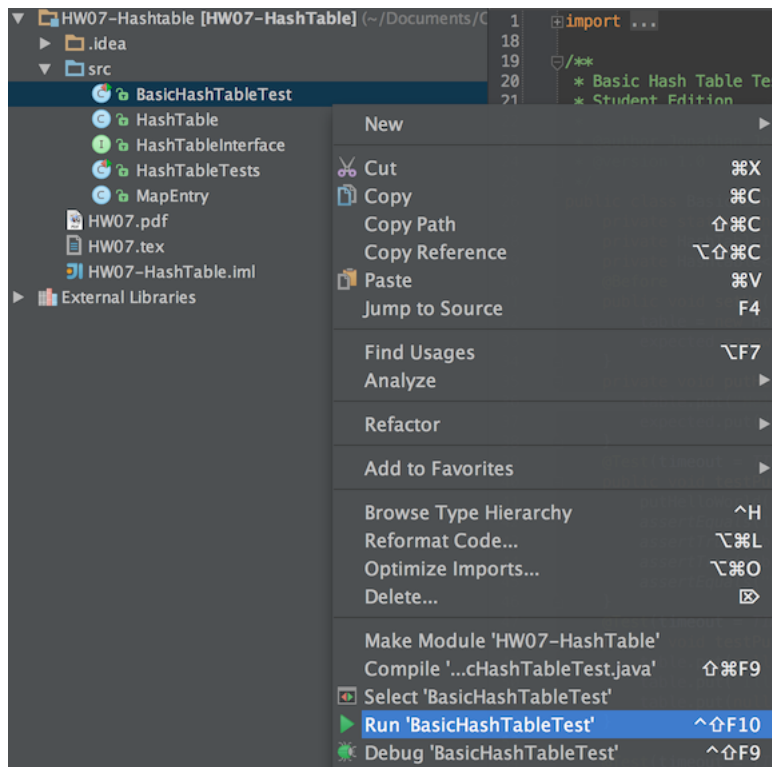 HW07-Hashtable [HW07-HashTable] (~/Documents/
.idea
src
BasicHashTableTest
HashTable
HashTableInterface
HashTableTests
MapEntry
HW07.pdf
HW07.tex
HW07-HashTable.iml
External Libraries
1 import ...
18
19 /**
20 * Basic Hash Table Te
21 * Student Edition
New
Cut ⌘X
Copy ⌘C
Copy Path ⇧⌘C
Copy Reference ⌥⇧⌘C
Paste ⌘V
Jump to Source F4
Find Usages ⌥F7
Analyze
Refactor
Add to Favorites
Browse Type Hierarchy ^H
Reformat Code... ⌥⌘L
Optimize Imports... ⌥⌘O
Delete... ⌦
Make Module 'HW07-HashTable'
Compile '...cHashTableTest.java' ⇧⌘F9
Select 'BasicHashTableTest'
Run 'BasicHashTableTest' ^⇧F10
Debug 'BasicHashTableTest' ^⇧F9